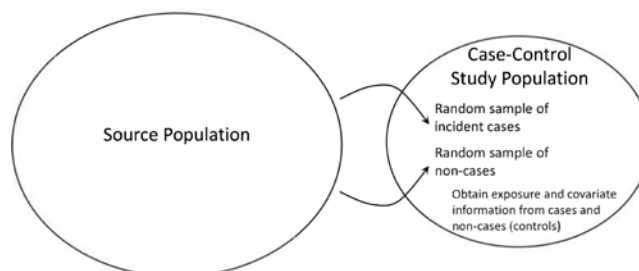 Case-Control
Study Population
Source Population
Random sample of
incident cases
Random sample of
non-cases
Obtain exposure and covariate
information from cases and
non-cases (controls)